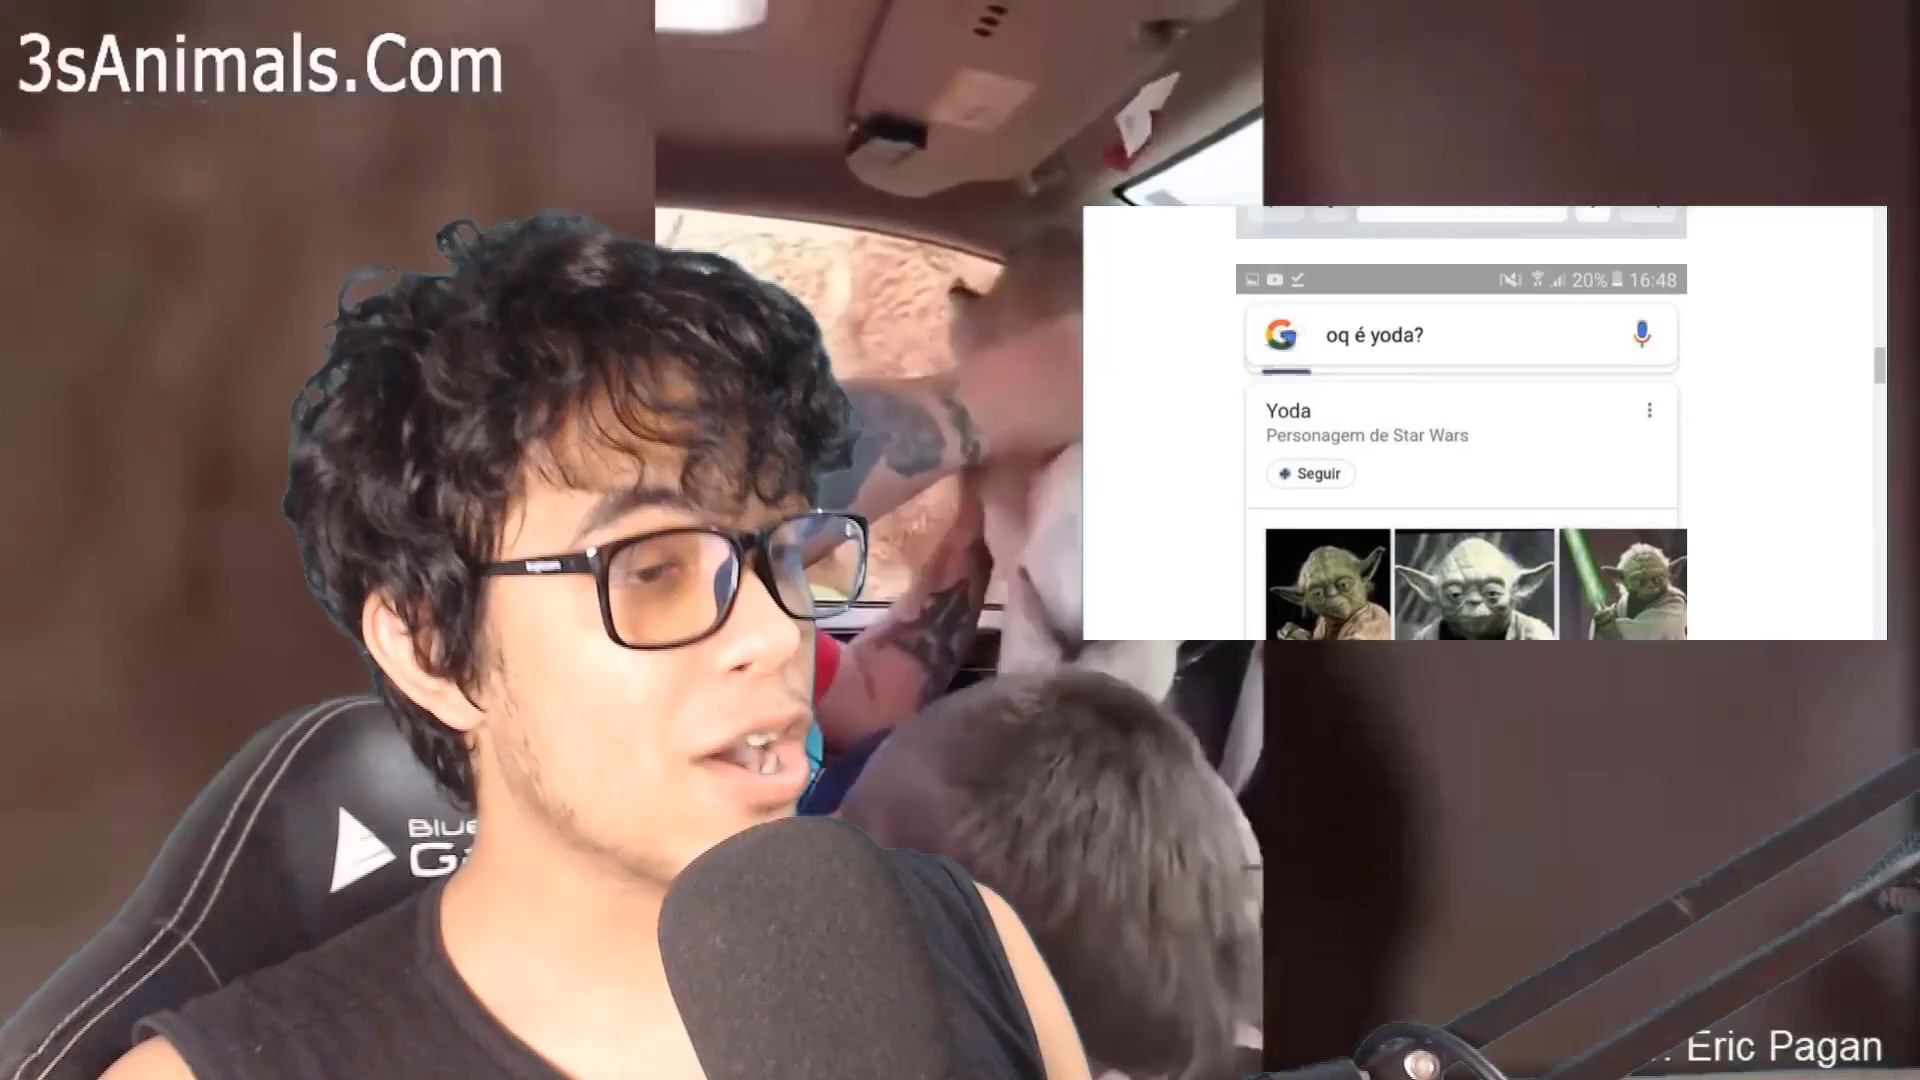 3sAnimals.Com
20% 16:48
oq é yoda?
Yoda
Personagem de Star Wars
Seguir
Eric Pagan